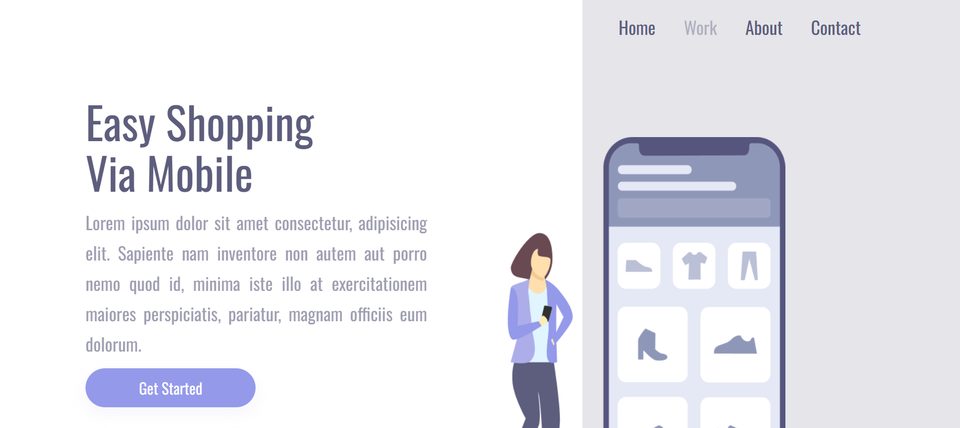 Home Work About Contact
Easy Shopping
Via Mobile
Lorem ipsum dolor sit amet consectetur, adipisicing
elit. Sapiente nam inventore non autem aut porro
nemo quod id, minima iste illo at exercitationem
maiores perspiciatis, pariatur, magnam officiis eum
dolorum.
Get Started